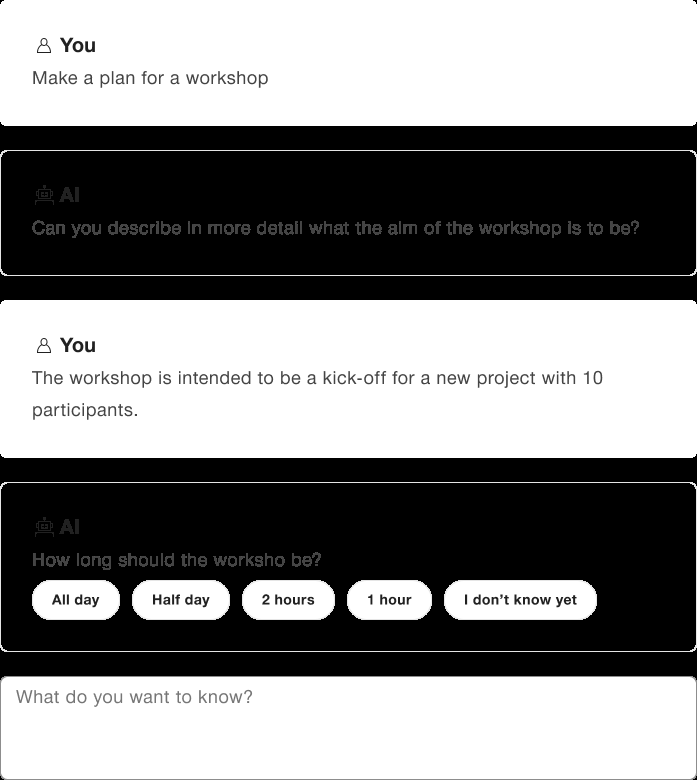 You
Make a plan for a workshop
AI
Can you describe in more detail what the aim of the workshop is to be?
You
The workshop is intended to be a kick-off for a new project with 10
participants.
AI
How long should the worksho be?
All day Half day 2 hours 1 hour I don’t know yet
What do you want to know?